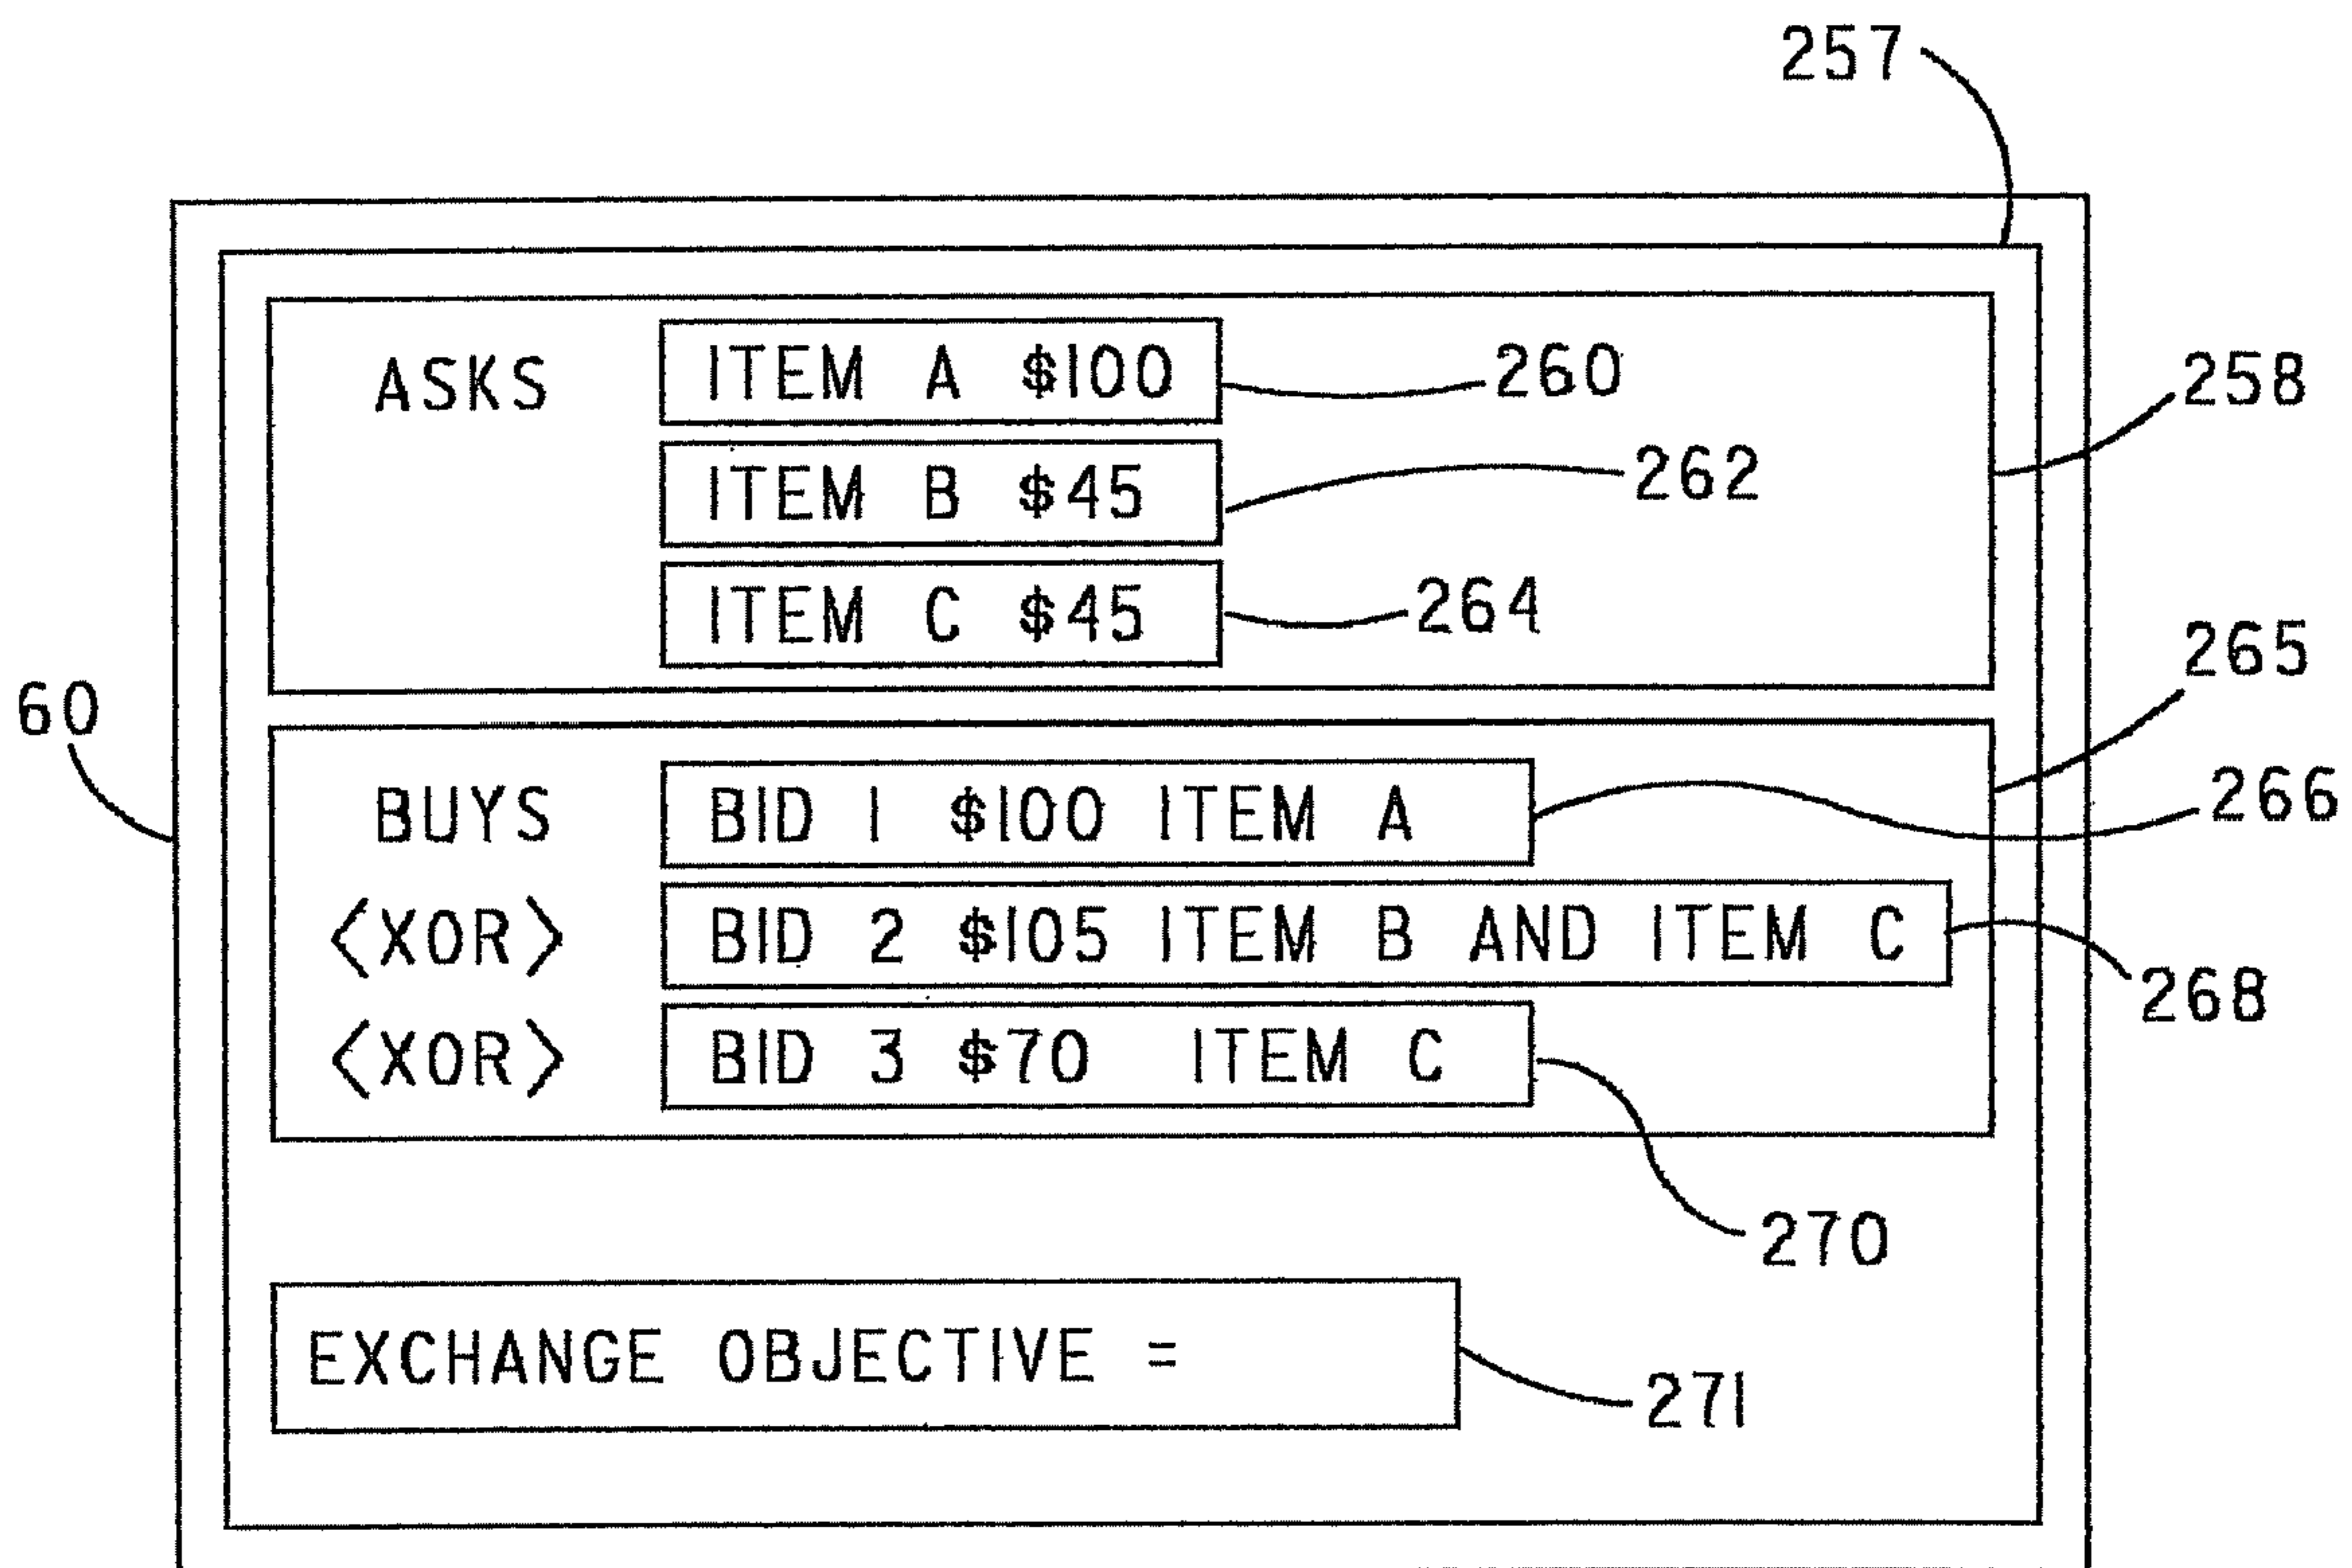 257
ASKS ITEM A $100 260
258
ITEM B $45 262
ITEM C $45 264
265
60
BUYS BID 1 $100 ITEM A 266
<XOR> BID 2 $105 ITEM B AND ITEM C
268
<XOR> BID 3 $70 ITEM C
270
EXCHANGE OBJECTIVE =
271